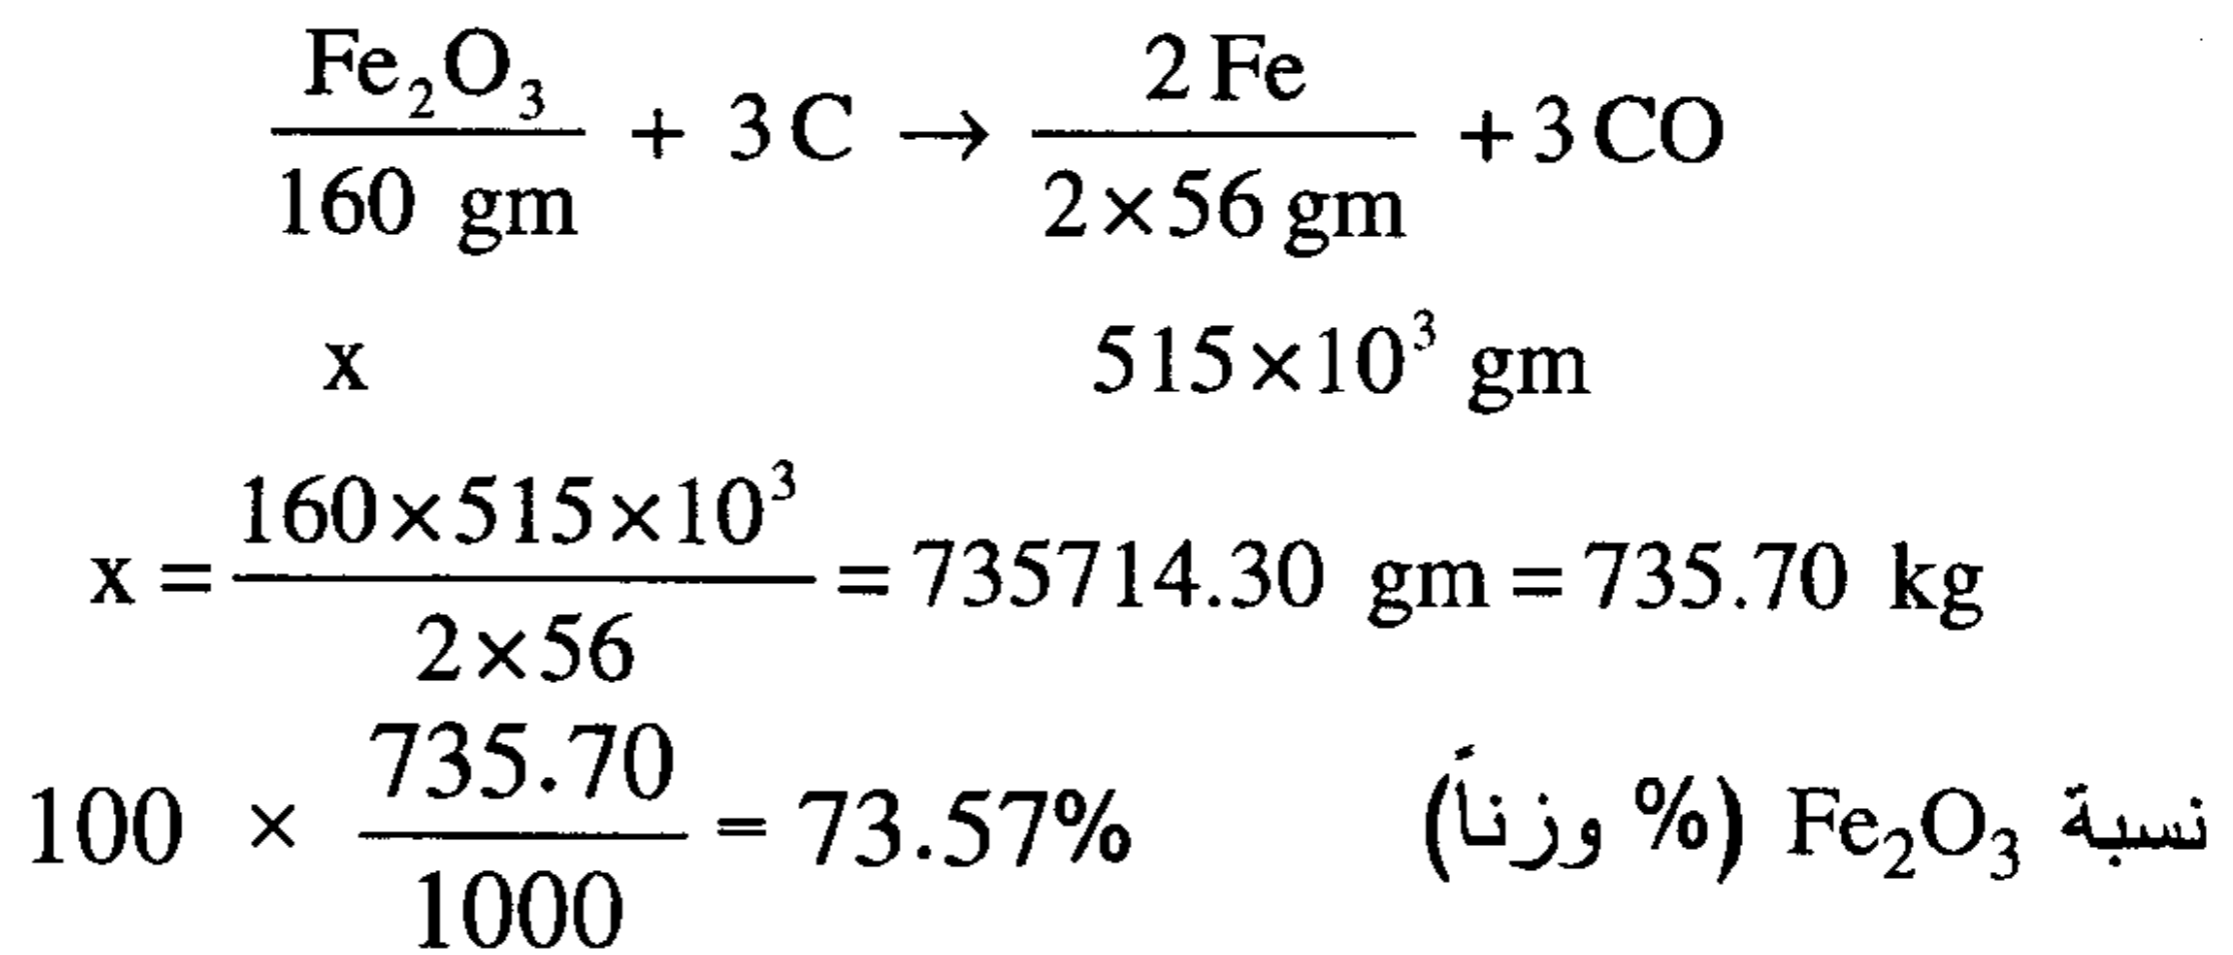 Fe₂O₃ / 160 gm + 3C → 2Fe / 2×56 gm +3CO
x 515×10³ gm
x = 160×515×10³ / 2×56 = 735714.30 gm = 735.70 kg
نسبة Fe₂O₃ (% وزناً) 100 × 735.70 / 1000 = 73.57%